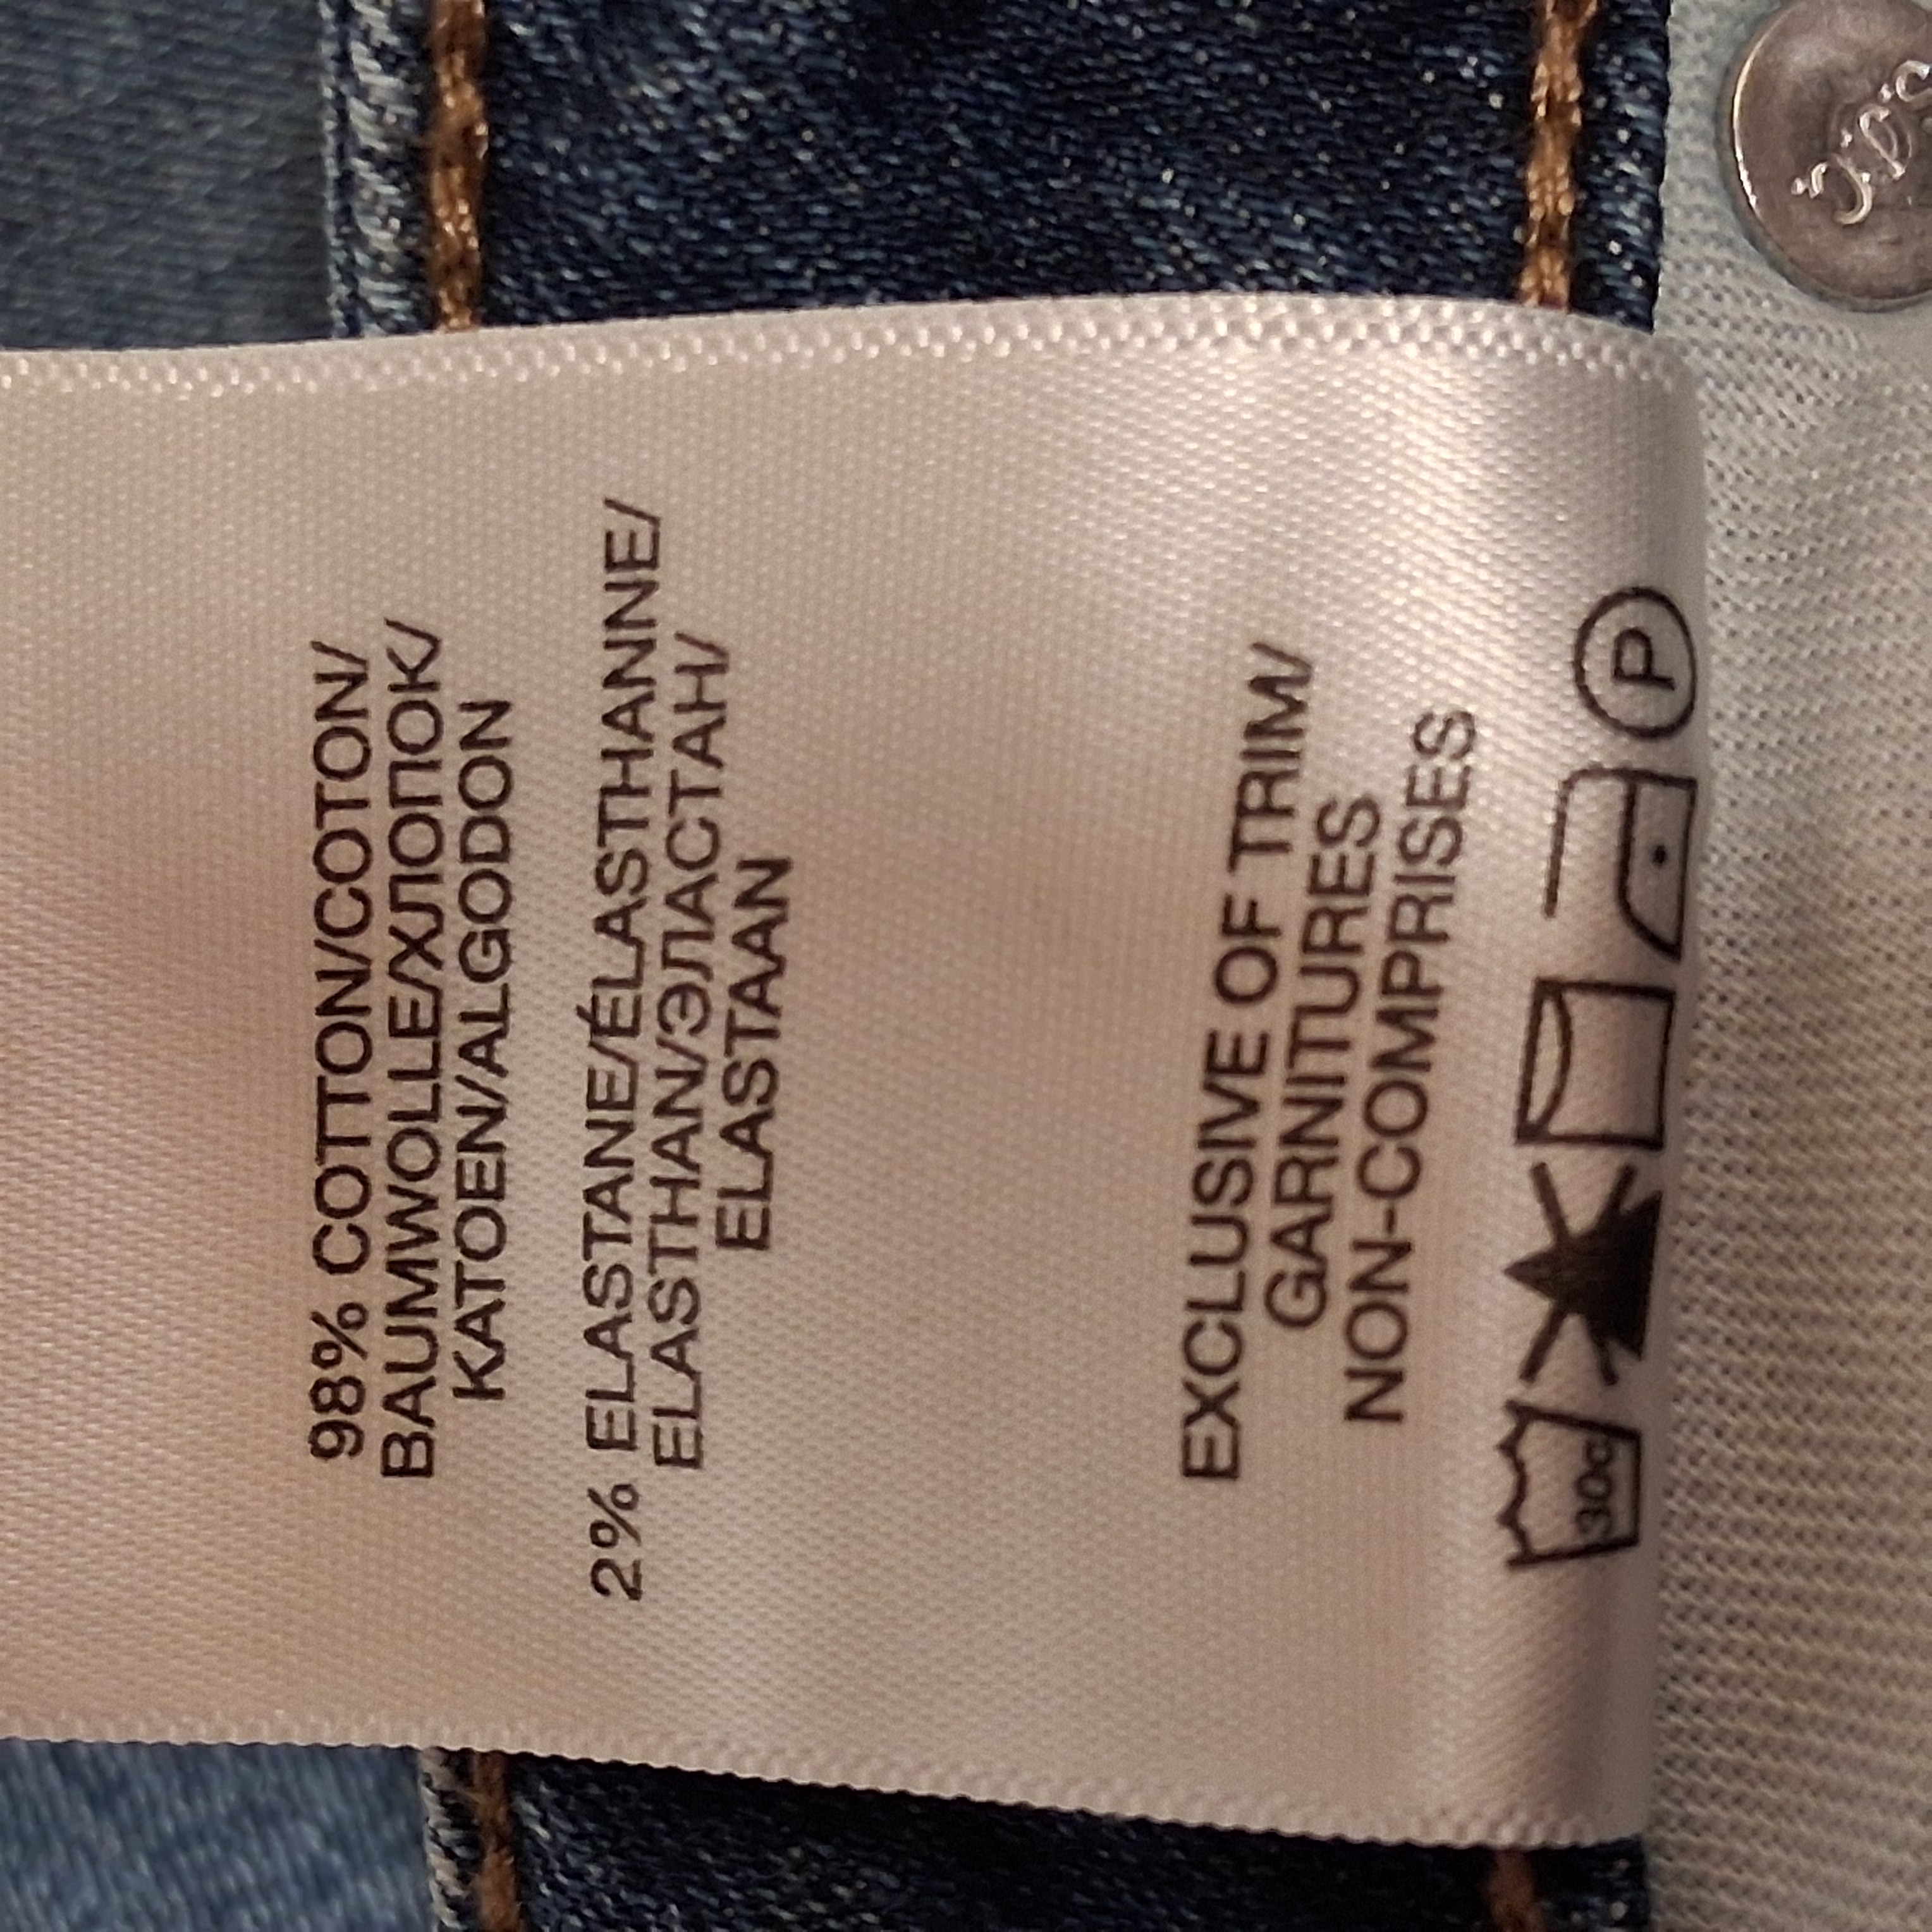 98% COTTON/COTON/
BAUMWOLLE/ХЛОПОК/
KATOEN/ALGODON
2% ELASTANE/ÉLASTHANNE/
ELASTHAN/ЭЛАСТАН/
ELASTAAN
EXCLUSIVE OF TRIM/
GARNITURES
NON-COMPRISES
30c
P